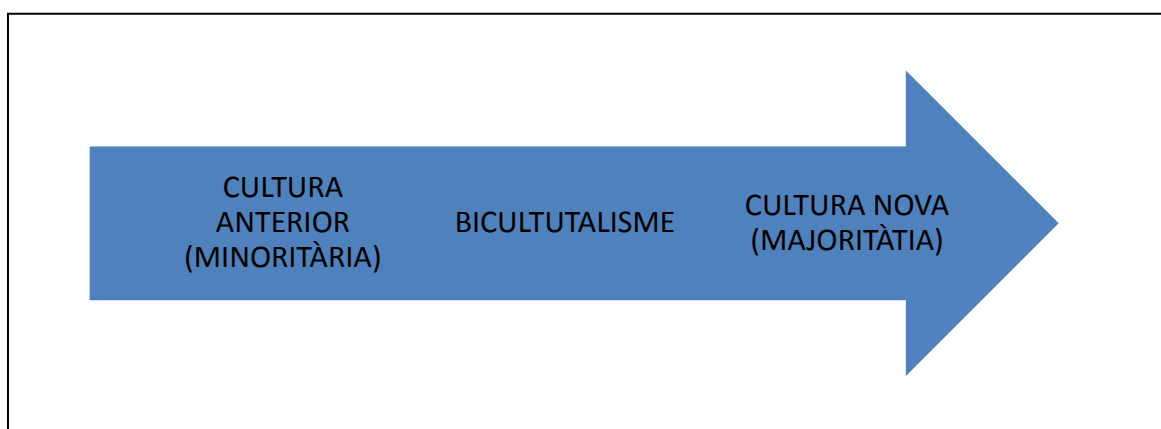 CULTURA
ANTERIOR
(MINORITÀRIA)
BICULTUTALISME
CULTURA NOVA
(MAJORITÀTIA)